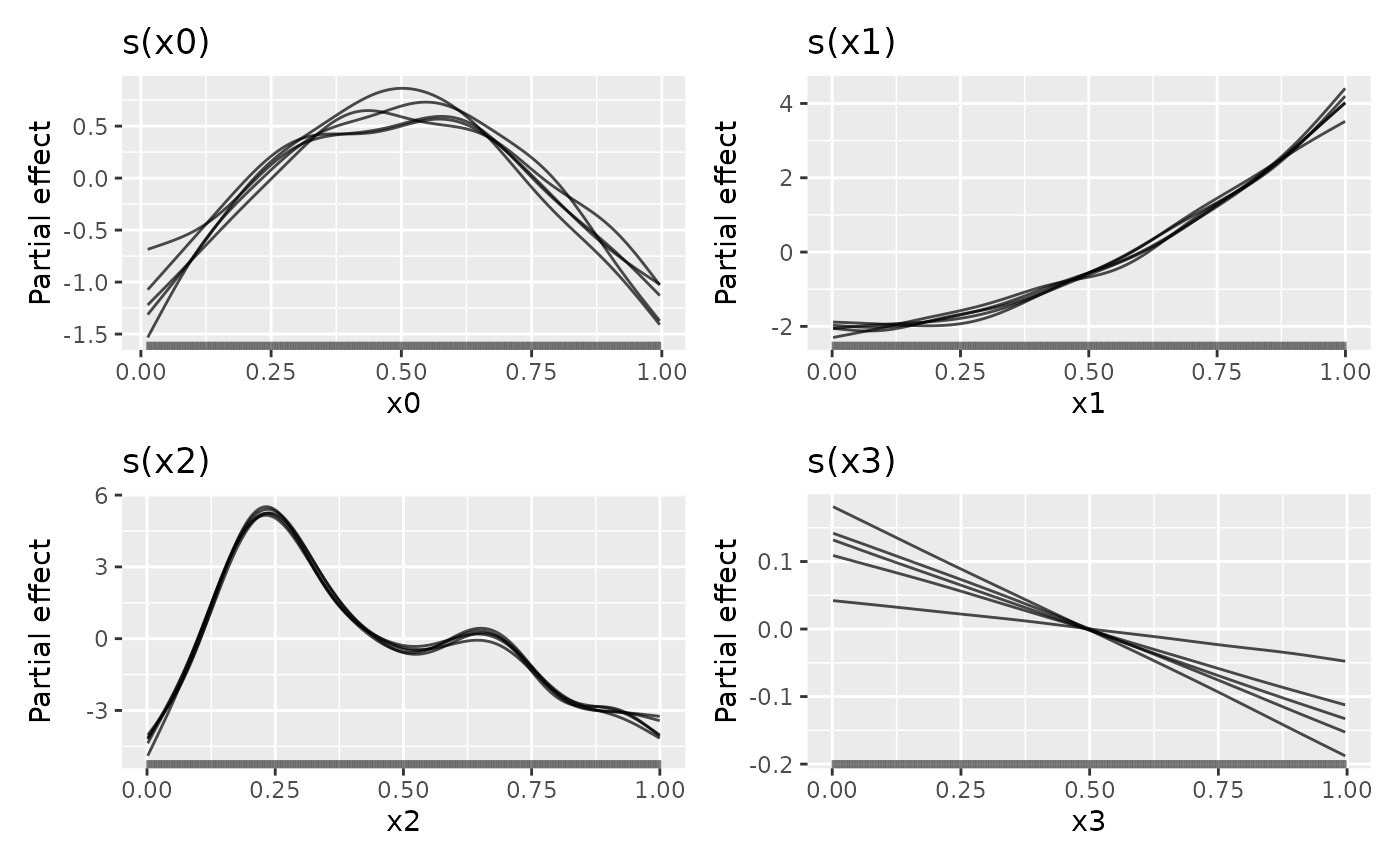 s(x0)
Partial effect
0.5
0.0
-0.5
-1.0
-1.5
0.00 0.25 0.50 0.75 1.00
x0
s(x1)
Partial effect
4
2
0
-2
0.00 0.25 0.50 0.75 1.00
x1
s(x2)
Partial effect
6
3
0
-3
0.00 0.25 0.50 0.75 1.00
x2
s(x3)
Partial effect
0.1
0.0
-0.1
-0.2
0.00 0.25 0.50 0.75 1.00
x3